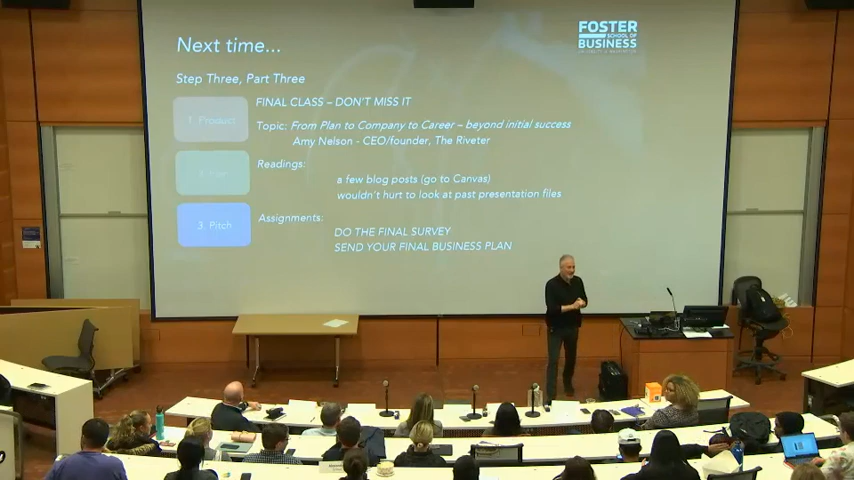 Next time...
FOSTER
SCHOOL OF
BUSINESS
UNIVERSITY of WASHINGTON
Step Three, Part Three
FINAL CLASS – DON'T MISS IT
1. Product
Topic: From Plan to Company to Career – beyond initial success
Amy Nelson - CEO/founder, The Riveter
Readings:
a few blog posts (go to Canvas)
wouldn't hurt to look at past presentation files
3. Pitch
Assignments:
DO THE FINAL SURVEY
SEND YOUR FINAL BUSINESS PLAN